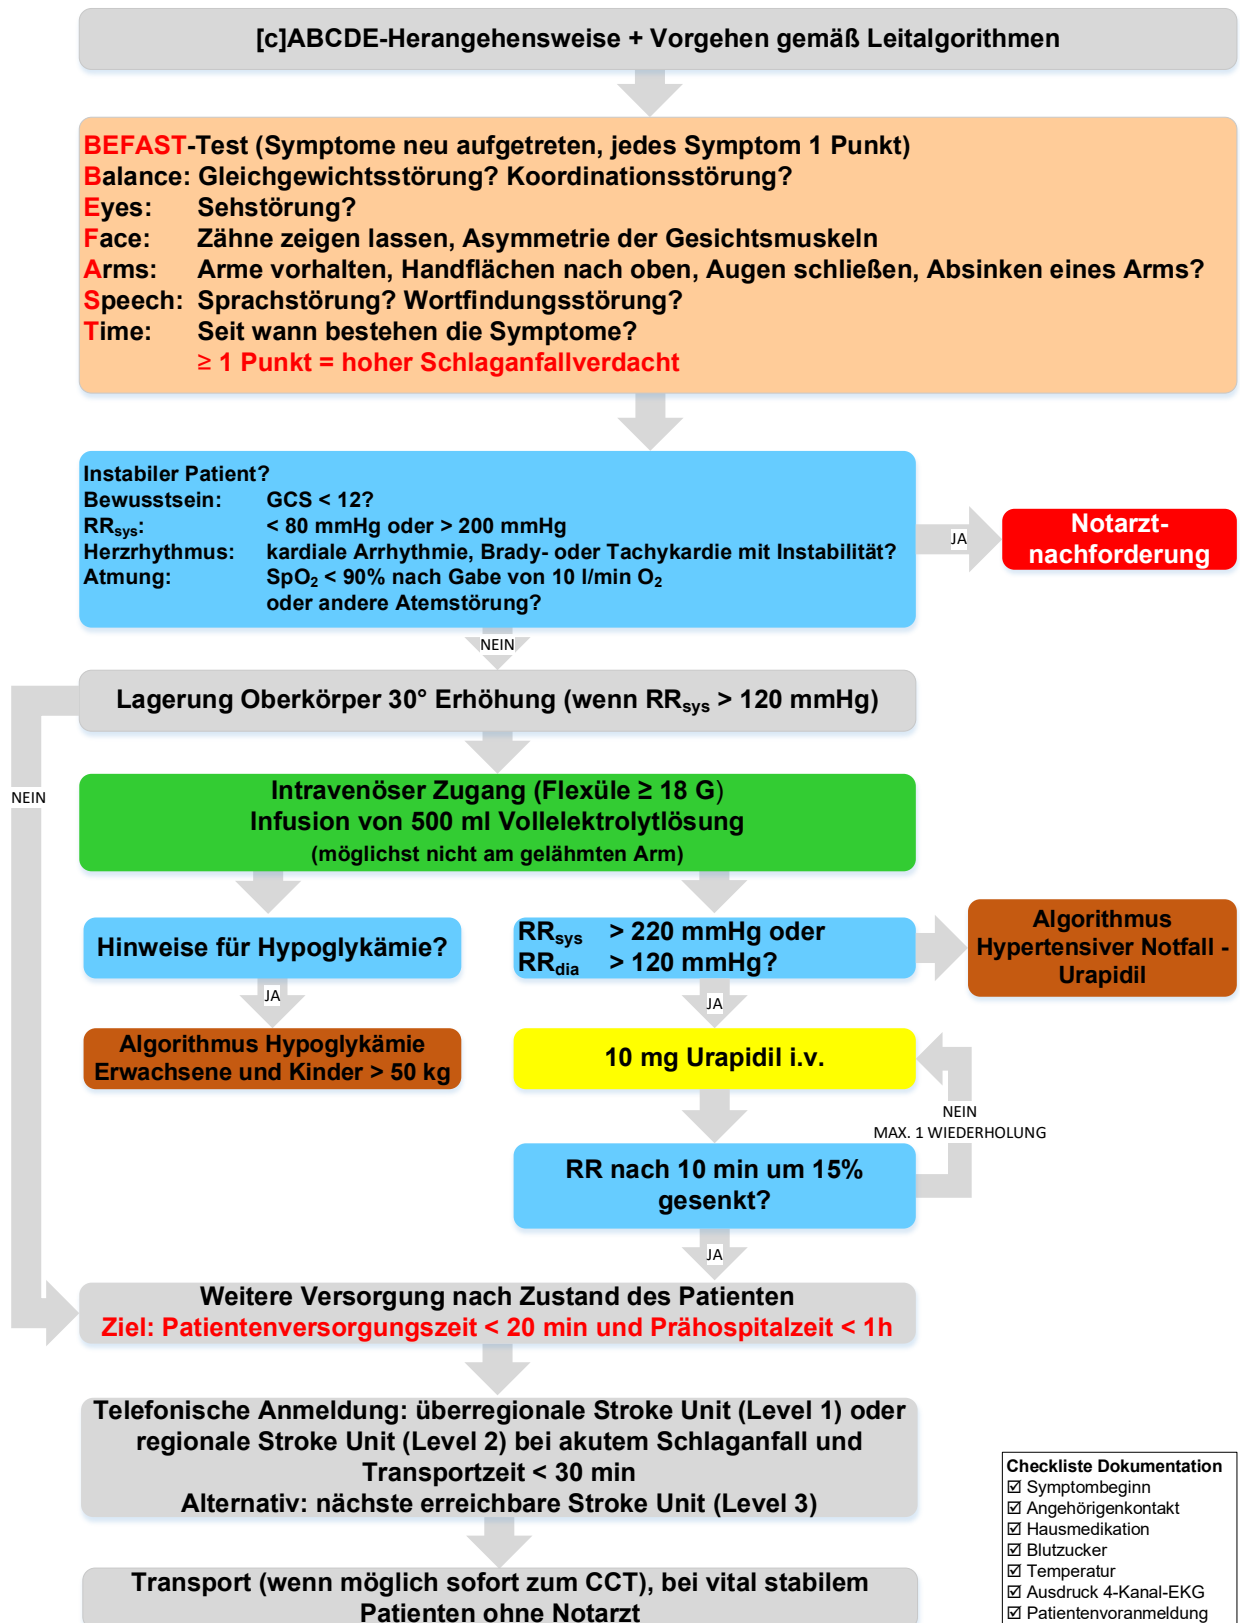 [c]ABCDE-Herangehensweise + Vorgehen gemäß Leitalgorithmen
BEFAST-Test (Symptome neu aufgetreten, jedes Symptom 1 Punkt)
Balance: Gleichgewichtsstörung? Koordinationsstörung?
Eyes: Sehstörung?
Face: Zähne zeigen lassen, Asymmetrie der Gesichtsmuskeln
Arms: Arme vorhalten, Handflächen nach oben, Augen schließen, Absinken eines Arms?
Speech: Sprachstörung? Wortfindungsstörung?
Time: Seit wann bestehen die Symptome?
≥ 1 Punkt = hoher Schlaganfallverdacht
Instabiler Patient?
Bewusstsein: GCS < 12?
RRsys: < 80 mmHg oder > 200 mmHg
Herzrhythmus: kardiale Arrhythmie, Brady- oder Tachykardie mit Instabilität?
Atmung: SpO2 < 90% nach Gabe von 10 l/min O2
oder andere Atemstörung?
JA
Notarzt-
nachforderung
NEIN
Lagerung Oberkörper 30° Erhöhung (wenn RRsys > 120 mmHg)
NEIN
Intravenöser Zugang (Flexüle ≥ 18 G)
Infusion von 500 ml Vollelektrolytlösung
(möglichst nicht am gelähmten Arm)
Hinweise für Hypoglykämie?
RRsys > 220 mmHg oder
RRdia > 120 mmHg?
Algorithmus
Hypertensiver Notfall -
Urapidil
JA
JA
Algorithmus Hypoglykämie
Erwachsene und Kinder > 50 kg
10 mg Urapidil i.v.
NEIN
MAX. 1 WIEDERHOLUNG
RR nach 10 min um 15%
gesenkt?
JA
Weitere Versorgung nach Zustand des Patienten
Ziel: Patientenversorgungszeit < 20 min und Prähospitalzeit < 1h
Telefonische Anmeldung: überregionale Stroke Unit (Level 1) oder
regionale Stroke Unit (Level 2) bei akutem Schlaganfall und
Transportzeit < 30 min
Alternativ: nächste erreichbare Stroke Unit (Level 3)
Transport (wenn möglich sofort zum CCT), bei vital stabilem
Patienten ohne Notarzt
Checkliste Dokumentation
☑ Symptombeginn
☑ Angehörigenkontakt
☑ Hausmedikation
☑ Blutzucker
☑ Temperatur
☑ Ausdruck 4-Kanal-EKG
☑ Patientenvoranmeldung